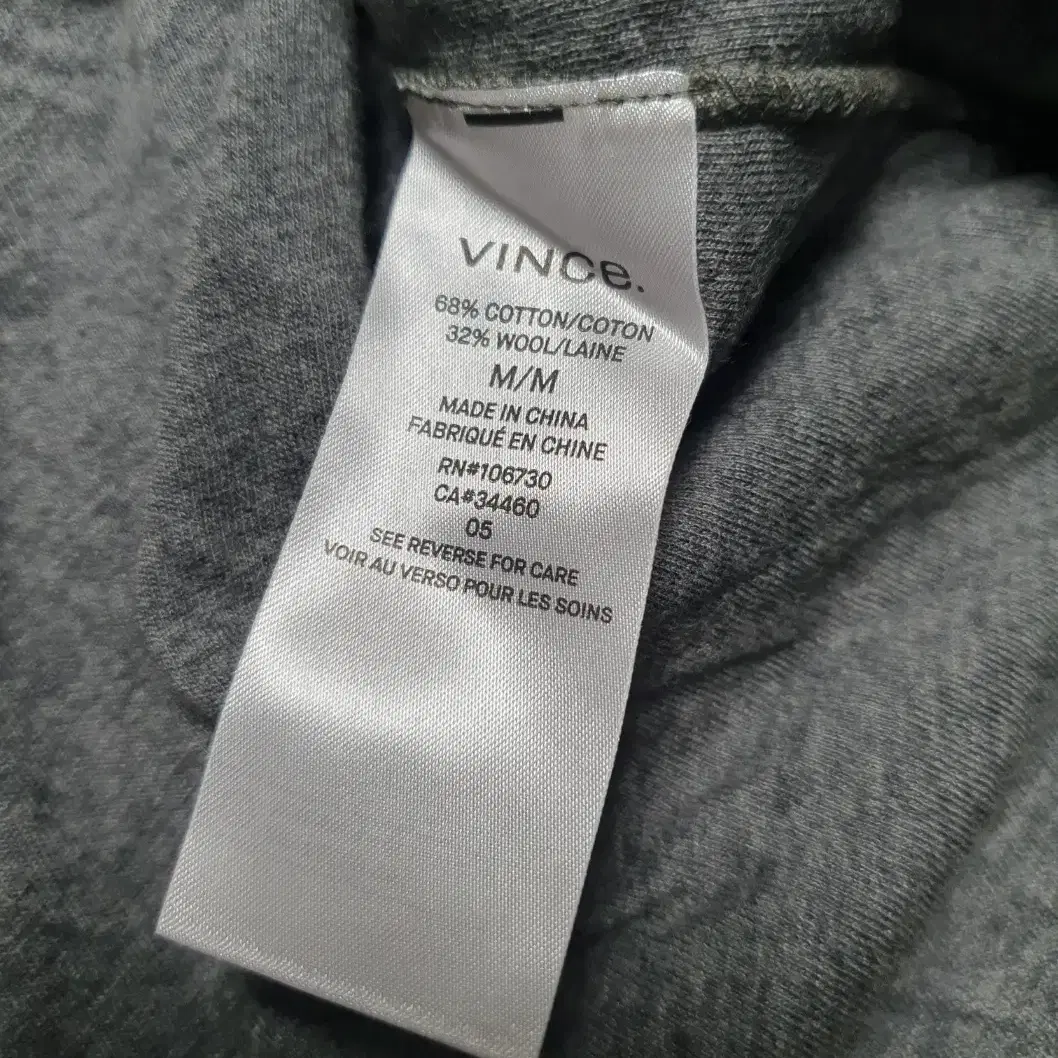 VINCe.
68% COTTON/COTON
32% WOOL/LAINE
M/M
MADE IN CHINA
FABRIQUÉ EN CHINE
RN#106730
CA#34460
05
SEE REVERSE FOR CARE
VOIR AU VERSO POUR LES SOINS